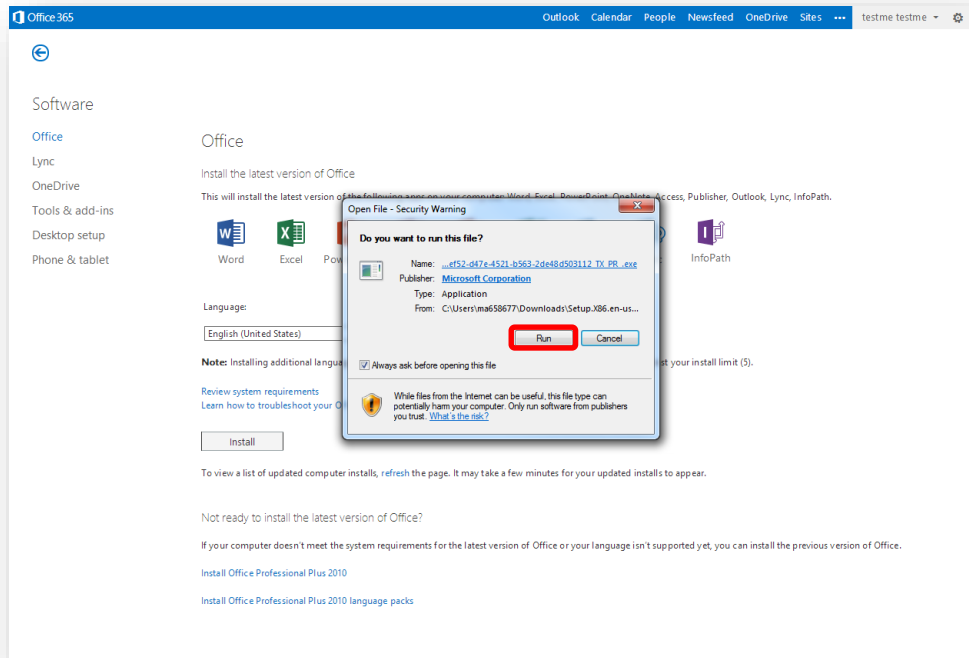 Office 365
Outlook Calendar People Newsfeed OneDrive Sites ••• testme testme
Software
Office
Lync
OneDrive
Tools & add-ins
Desktop setup
Phone & tablet
Office
Install the latest version of Office
This will install the latest version of the following apps on your computer: Word, Excel, PowerPoint, OneNote, Access, Publisher, Outlook, Lync, InfoPath.
Word Excel InfoPath
Language:
English (United States)
Note: Installing additional st your install limit (5).
Review system requirements
Learn how to troubleshoot your
Install
To view a list of updated computer installs, refresh the page. It may take a few minutes for your updated installs to appear.
Not ready to install the latest version of Office?
If your computer doesn't meet the system requirements for the latest version of Office or your language isn't supported yet, you can install the previous version of Office.
Install Office Professional Plus 2010
Install Office Professional Plus 2010 language packs
Open File - Security Warning
Do you want to run this file?
Name: ...ef52-d47e-4521-b563-2de48d503112_TX_PR_.exe
Publisher: Microsoft Corporation
Type: Application
From: C:\Users\ma658677\Downloads\Setup.X86.en-us...
Run Cancel
Always ask before opening this file
While files from the Internet can be useful, this file type can
potentially harm your computer. Only run software from publishers
you trust. What's the risk?